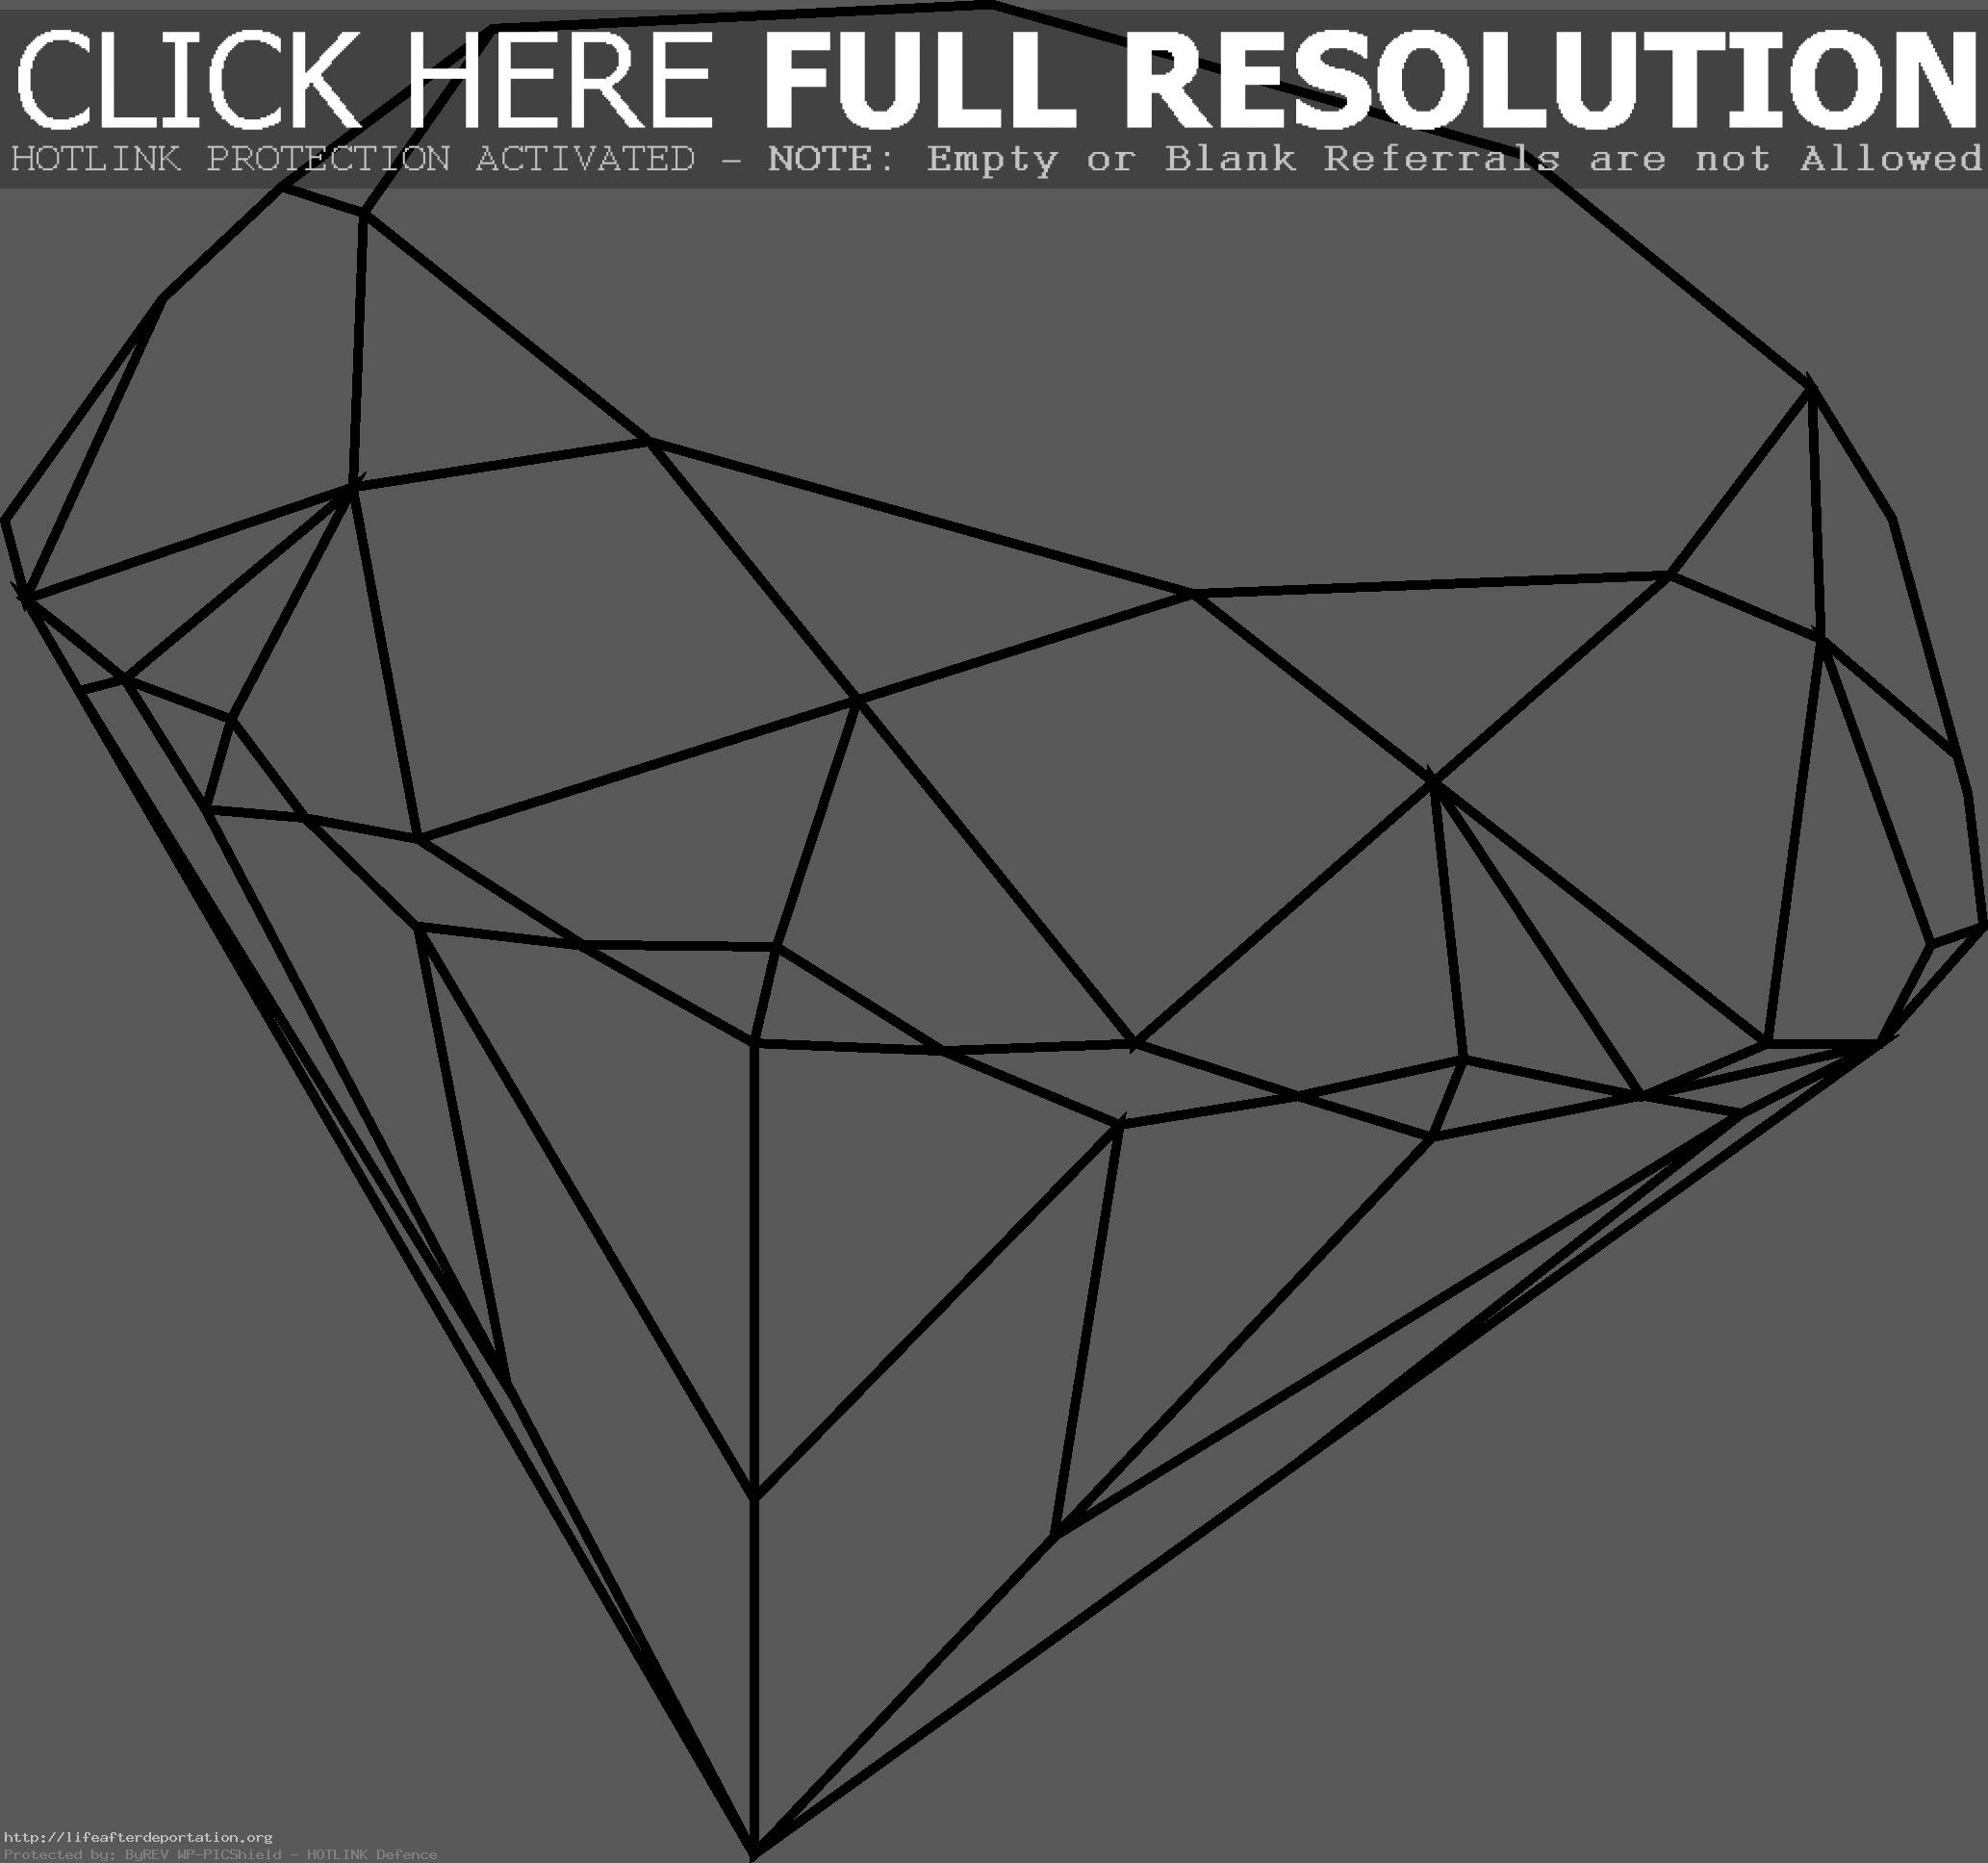 CLICK HERE FULL RESOLUTION
HOTLINK PROTECTION ACTIVATED - NOTE: Empty or Blank Referrals are not Allowed
http://lifeafterdeportation.org
Protected by: ByREV WP-PICShield - HOTLINK Defence